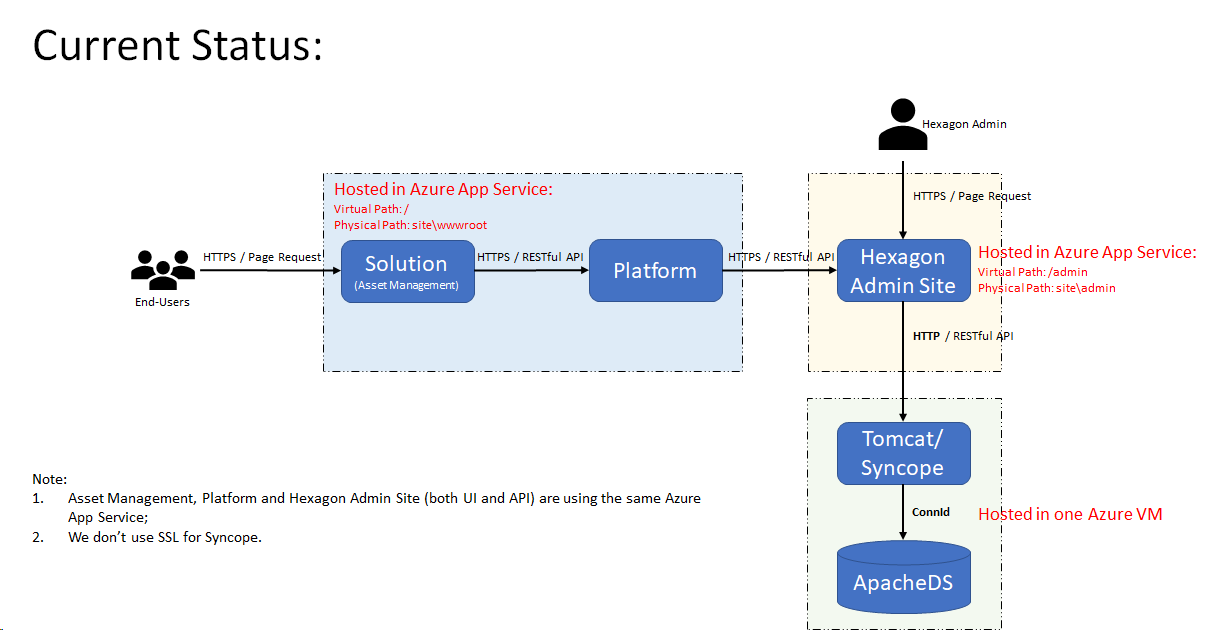 Current Status:
Hexagon Admin
HTTPS / Page Request
Hosted in Azure App Service:
Virtual Path: /
Physical Path: site\wwwroot
HTTPS / Page Request
End-Users
Solution
(Asset Management)
HTTPS / RESTful API
Platform
HTTPS / RESTful API
Hexagon
Admin Site
Hosted in Azure App Service:
Virtual Path: /admin
Physical Path: site\admin
HTTP / RESTful API
Tomcat/
Syncope
ConnId
Hosted in one Azure VM
ApacheDS
Note:
1. Asset Management, Platform and Hexagon Admin Site (both UI and API) are using the same Azure
App Service;
2. We don’t use SSL for Syncope.